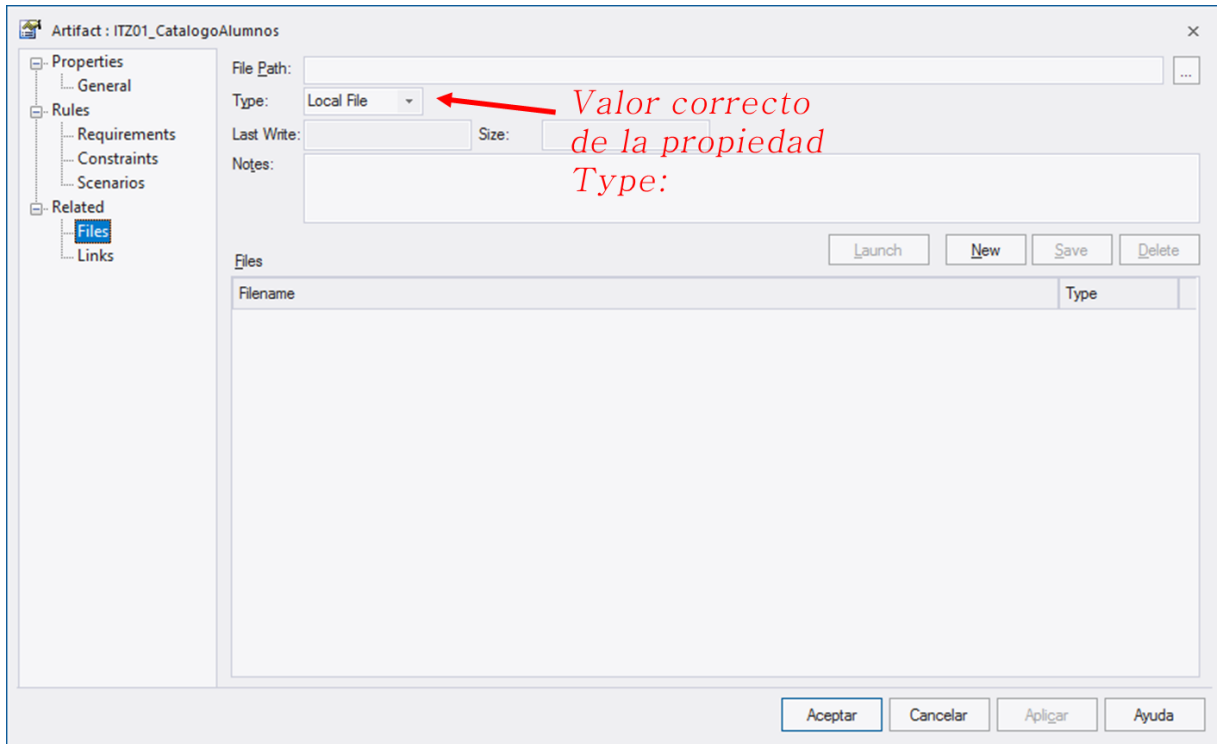 Artifact : ITZ01_CatalogoAlumnos
Properties
General
Rules
Requirements
Constraints
Scenarios
Related
Files
Links
File Path:
...
Type: Local File
Valor correcto
de la propiedad
Type:
Last Write:
Size:
Notes:
Launch New Save Delete
Files
Filename Type
Aceptar Cancelar Aplicar Ayuda